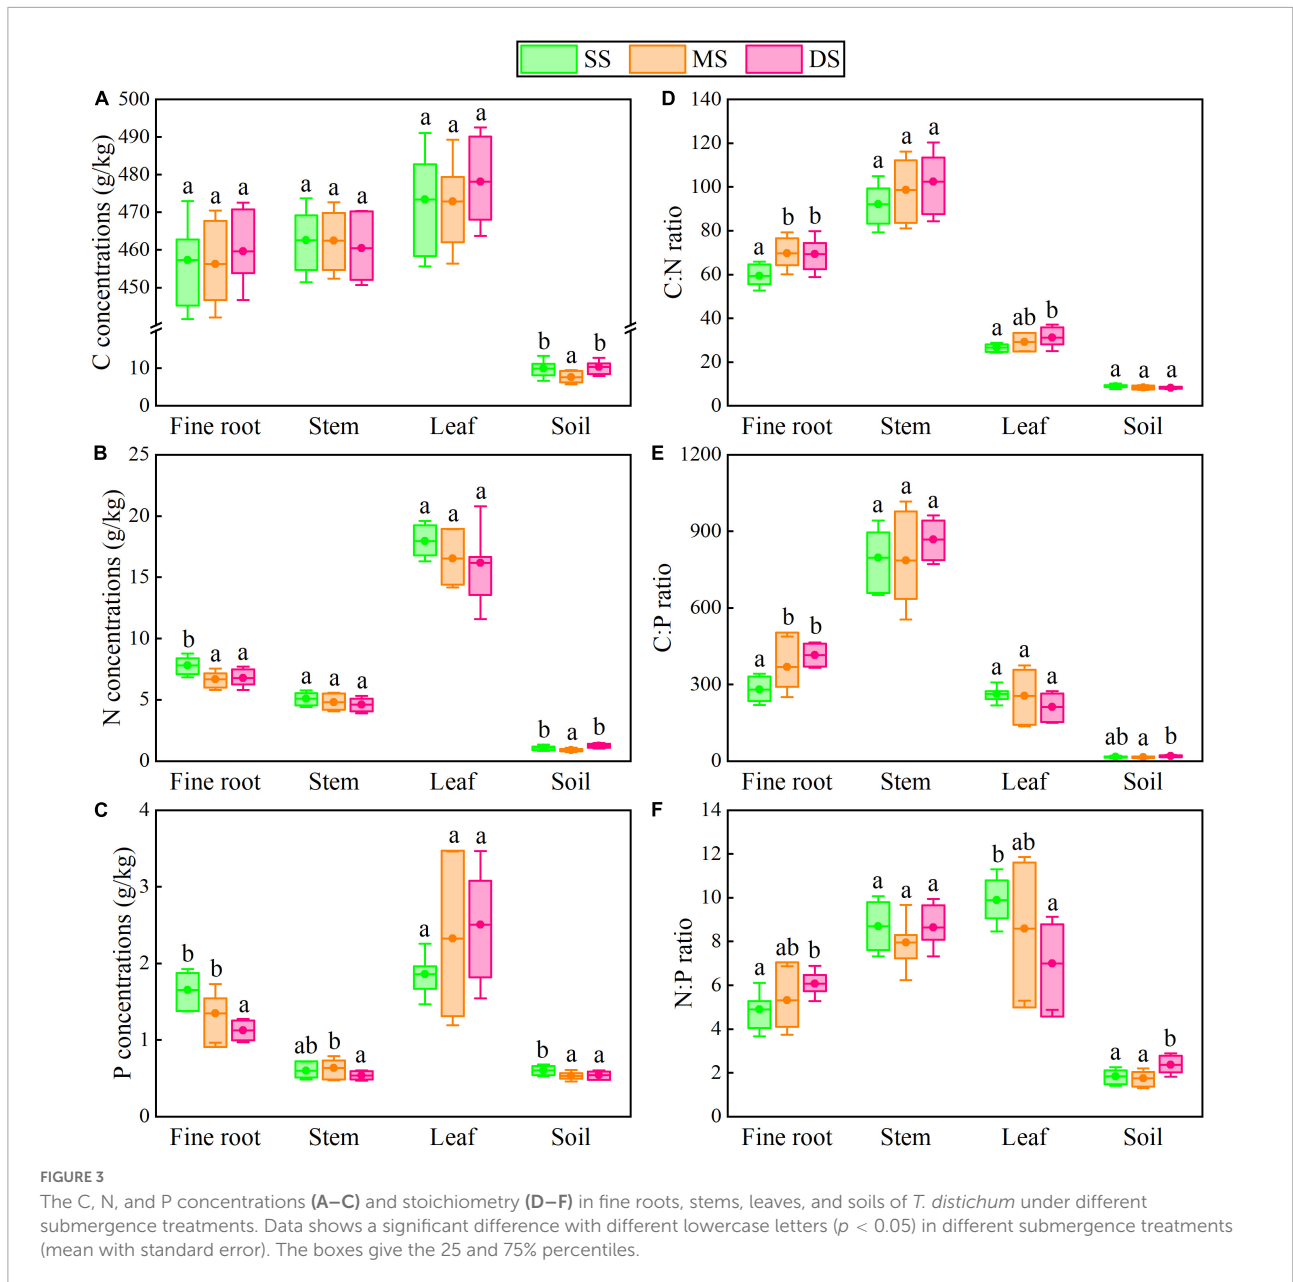 SS MS DS
A
500
490
480
470
460
450
10
0
C concentrations (g/kg)
a a a a a a a a a b a b
Fine root Stem Leaf Soil
D
140
120
100
80
60
40
20
0
C:N ratio
a b b a a a a ab b a a a
Fine root Stem Leaf Soil
B
25
20
15
10
5
0
N concentrations (g/kg)
b a a a a a a a a b a b
Fine root Stem Leaf Soil
E
1200
900
600
300
0
C:P ratio
a b b a a a a a a ab a b
Fine root Stem Leaf Soil
C
4
3
2
1
0
P concentrations (g/kg)
b b a ab b a a a a b a a
Fine root Stem Leaf Soil
F
14
12
10
8
6
4
2
0
N:P ratio
a ab b a a a b ab a a a b
Fine root Stem Leaf Soil
FIGURE 3
The C, N, and P concentrations (A–C) and stoichiometry (D–F) in fine roots, stems, leaves, and soils of T. distichum under different
submergence treatments. Data shows a significant difference with different lowercase letters (p < 0.05) in different submergence treatments
(mean with standard error). The boxes give the 25 and 75% percentiles.